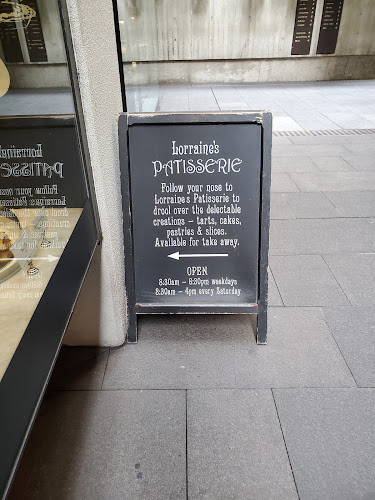 Lorraine's
PATISSERIE
Follow your nose to
Lorraine's Patisserie to
drool over the delectable
creations – tarts, cakes,
pastries & slices.
Available for take away.
OPEN
8:30am - 5:30pm weekdays
8:30am - 4pm every Saturday